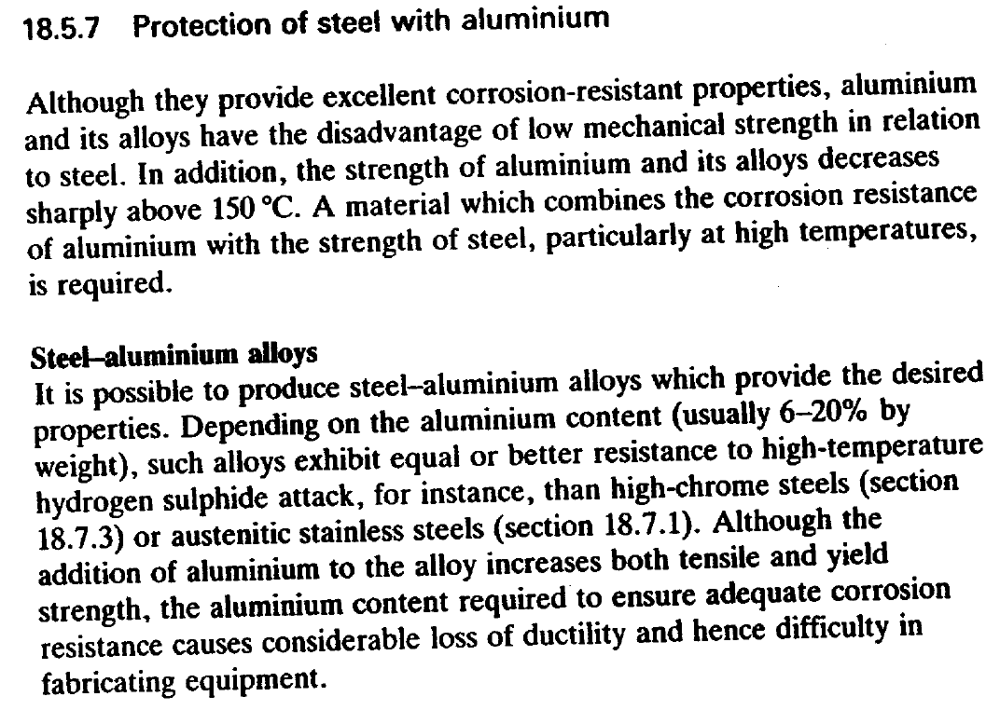 18.5.7 Protection of steel with aluminium
Although they provide excellent corrosion-resistant properties, aluminium
and its alloys have the disadvantage of low mechanical strength in relation
to steel. In addition, the strength of aluminium and its alloys decreases
sharply above 150 °C. A material which combines the corrosion resistance
of aluminium with the strength of steel, particularly at high temperatures,
is required.
Steel–aluminium alloys
It is possible to produce steel–aluminium alloys which provide the desired
properties. Depending on the aluminium content (usually 6–20% by
weight), such alloys exhibit equal or better resistance to high-temperature
hydrogen sulphide attack, for instance, than high-chrome steels (section
18.7.3) or austenitic stainless steels (section 18.7.1). Although the
addition of aluminium to the alloy increases both tensile and yield
strength, the aluminium content required to ensure adequate corrosion
resistance causes considerable loss of ductility and hence difficulty in
fabricating equipment.